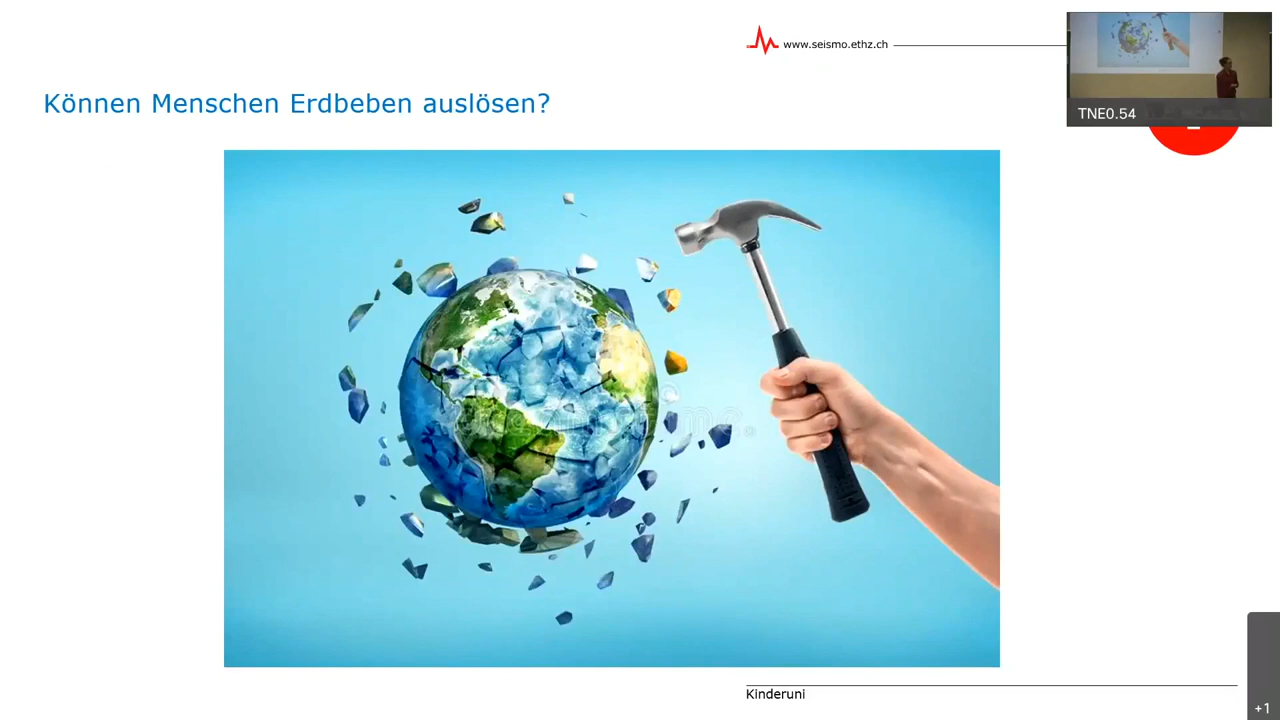 www.seismo.ethz.ch
TNE0.54
Können Menschen Erdbeben auslösen?
Kinderuni
+1